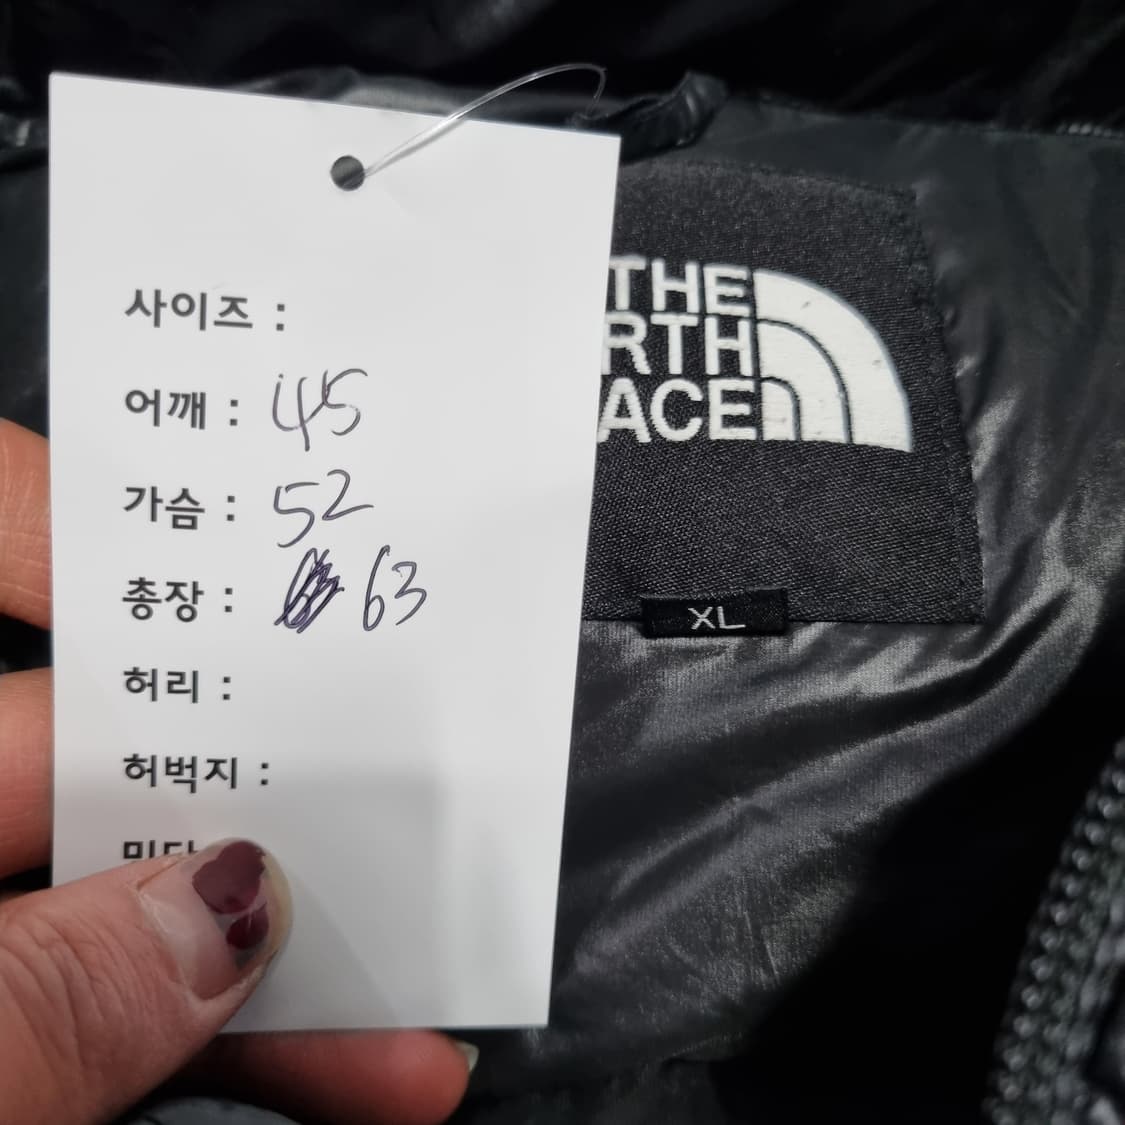 사이즈 :
어깨 : 45
가슴 : 52
총장 : 63
허리 :
허벅지 :
THE
RTH
ACE
XL